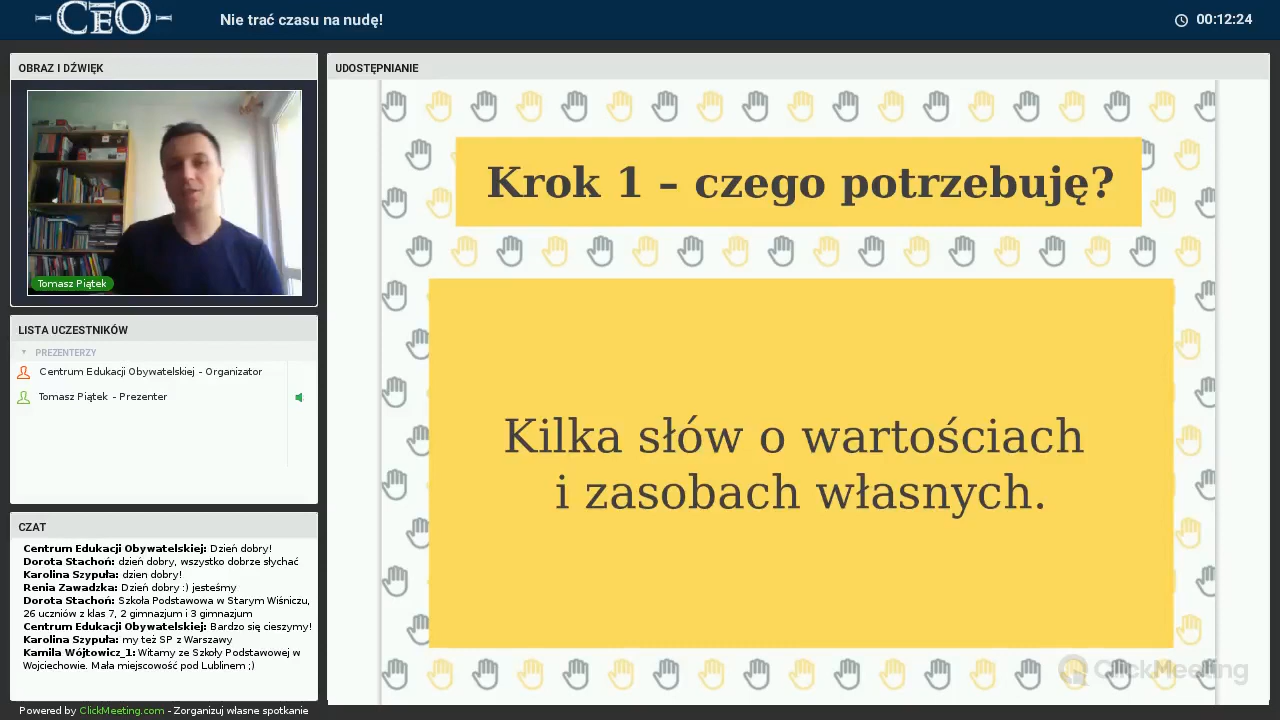 CEO
Nie trać czasu na nudę!
00:12:24
OBRAZ I DŹWIĘK
Tomasz Piątek
LISTA UCZESTNIKÓW
PREZENTERZY
Centrum Edukacji Obywatelskiej - Organizator
Tomasz Piątek - Prezenter
CZAT
Centrum Edukacji Obywatelskiej: Dzień dobry!
Dorota Stachoń: dzień dobry, wszystko dobrze słychać
Karolina Szypuła: dzien dobry!
Renia Zawadzka: Dzień dobry :) jesteśmy
Dorota Stachoń: Szkoła Podstawowa w Starym Wiśniczu,
26 uczniów z klas 7, 2 gimnazjum i 3 gimnazjum
Centrum Edukacji Obywatelskiej: Bardzo się cieszymy!
Karolina Szypuła: my też SP z Warszawy
Kamila Wójtowicz_1: Witamy ze Szkoły Podstawowej w
Wojciechowie. Mała miejscowość pod Lublinem ;)
Powered by ClickMeeting.com - Zorganizuj własne spotkanie
UDOSTĘPNIANIE
Krok 1 – czego potrzebuję?
Kilka słów o wartościach
i zasobach własnych.
ClickMeeting